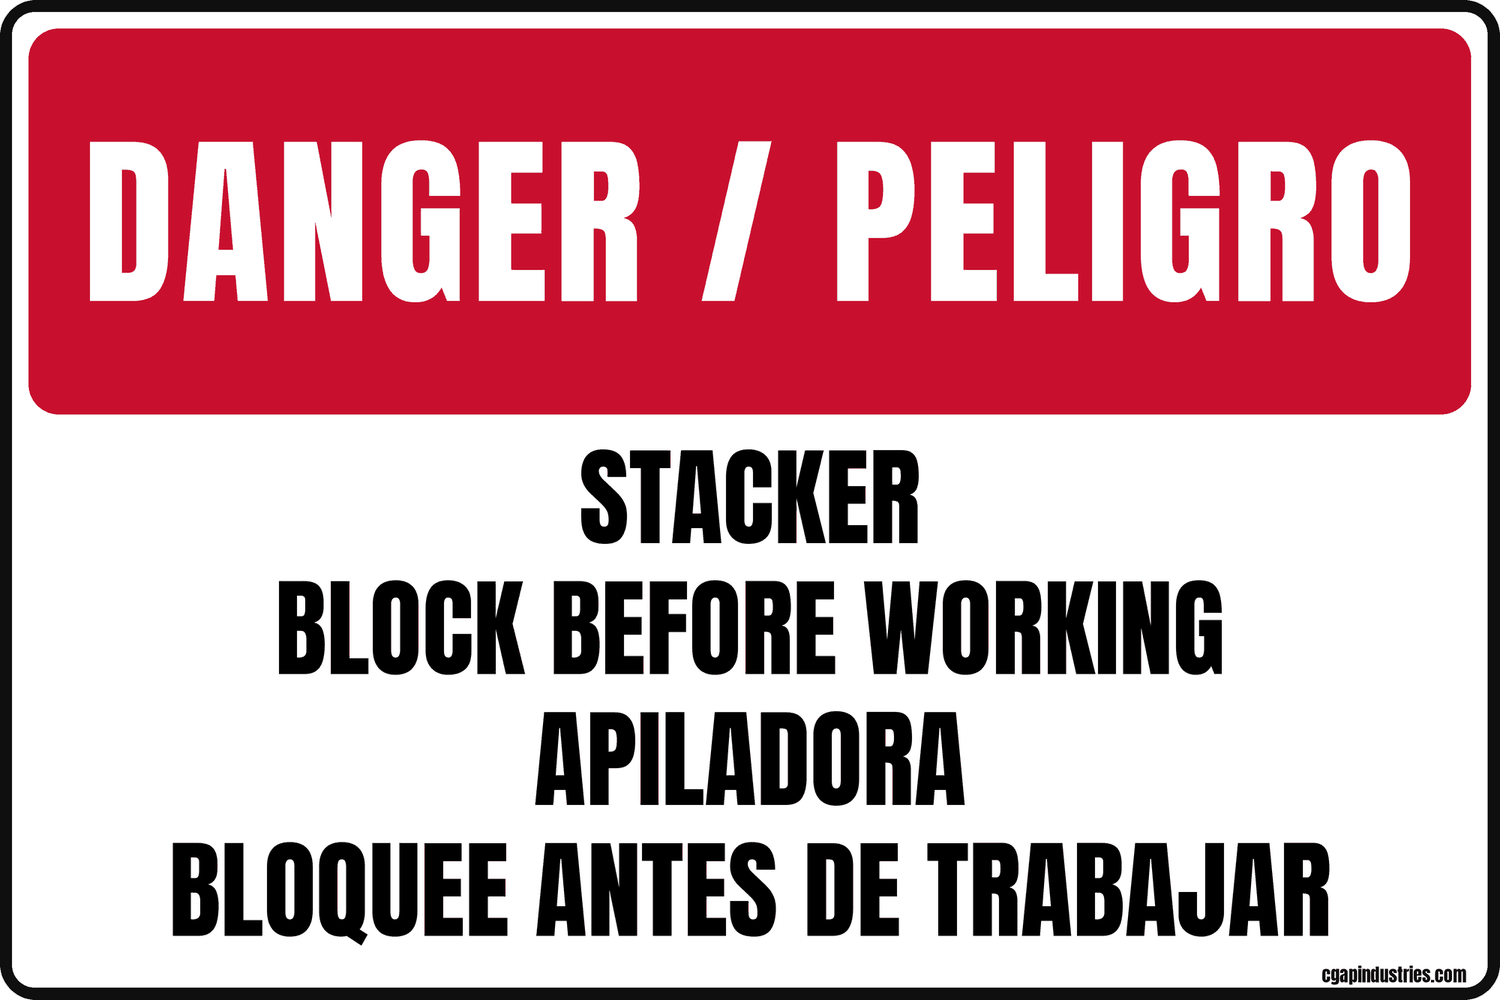 DANGER / PELIGRO
STACKER
BLOCK BEFORE WORKING
APILADORA
BLOQUEE ANTES DE TRABAJAR
cgapindustries.com